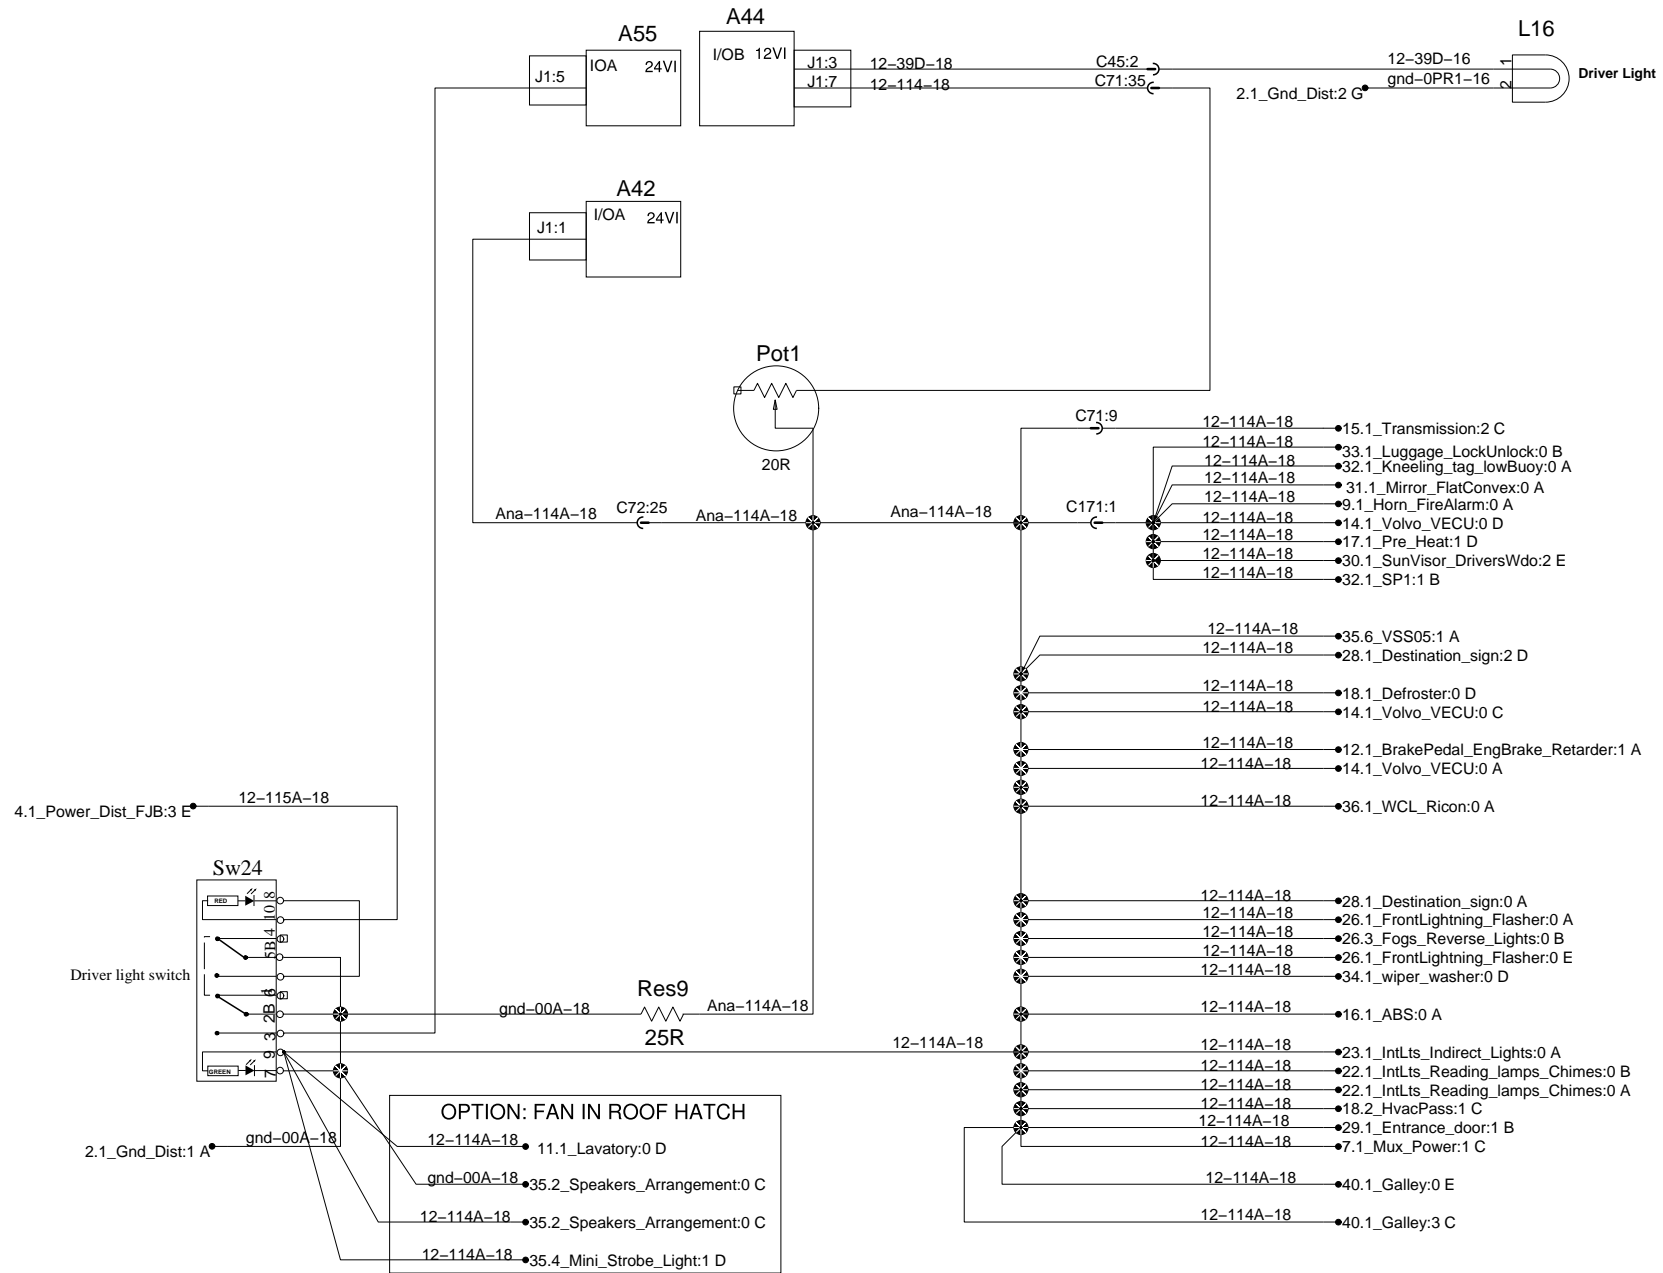 A44
L16
A55
I/OB 12VI
J1:3
12-39D-18
C45:2
12-39D-16
1
Driver Light
IOA 24VI
J1:5
J1:7
12-114-18
C71:35
gnd-0PR1-16
2
2.1_Gnd_Dist:2 G
A42
I/OA 24VI
J1:1
Pot1
20R
C71:9
12-114A-18
15.1_Transmission:2 C
12-114A-18
33.1_Luggage_LockUnlock:0 B
12-114A-18
32.1_Kneeling_tag_lowBuoy:0 A
12-114A-18
31.1_Mirror_FlatConvex:0 A
12-114A-18
9.1_Horn_FireAlarm:0 A
Ana-114A-18
C72:25
Ana-114A-18
Ana-114A-18
C171:1
12-114A-18
14.1_Volvo_VECU:0 D
12-114A-18
17.1_Pre_Heat:1 D
12-114A-18
30.1_SunVisor_DriversWdo:2 E
12-114A-18
32.1_SP1:1 B
12-114A-18
35.6_VSS05:1 A
12-114A-18
28.1_Destination_sign:2 D
12-114A-18
18.1_Defroster:0 D
12-114A-18
14.1_Volvo_VECU:0 C
12-114A-18
12.1_BrakePedal_EngBrake_Retarder:1 A
12-114A-18
14.1_Volvo_VECU:0 A
12-114A-18
36.1_WCL_Ricon:0 A
12-115A-18
4.1_Power_Dist_FJB:3 E
Sw24
RED
8
10
4
5B
Driver light switch
6
2B
3
9
GREEN
7
12-114A-18
28.1_Destination_sign:0 A
12-114A-18
26.1_FrontLightning_Flasher:0 A
12-114A-18
26.3_Fogs_Reverse_Lights:0 B
12-114A-18
26.1_FrontLightning_Flasher:0 E
12-114A-18
34.1_wiper_washer:0 D
gnd-00A-18
Res9
25R
Ana-114A-18
12-114A-18
16.1_ABS:0 A
12-114A-18
12-114A-18
23.1_IntLts_Indirect_Lights:0 A
12-114A-18
22.1_IntLts_Reading_lamps_Chimes:0 B
12-114A-18
22.1_IntLts_Reading_lamps_Chimes:0 A
12-114A-18
18.2_HvacPass:1 C
12-114A-18
29.1_Entrance_door:1 B
12-114A-18
7.1_Mux_Power:1 C
12-114A-18
40.1_Galley:0 E
12-114A-18
40.1_Galley:3 C
gnd-00A-18
2.1_Gnd_Dist:1 A
OPTION: FAN IN ROOF HATCH
12-114A-18
11.1_Lavatory:0 D
gnd-00A-18
35.2_Speakers_Arrangement:0 C
12-114A-18
35.2_Speakers_Arrangement:0 C
12-114A-18
35.4_Mini_Strobe_Light:1 D